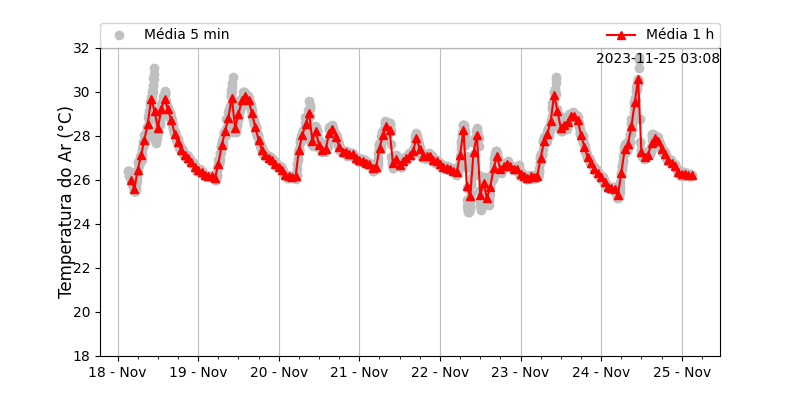 Média 5 min
Média 1 h
2023-11-25 03:08
Temperatura do Ar (°C)
32
30
28
26
24
22
20
18
18 - Nov
19 - Nov
20 - Nov
21 - Nov
22 - Nov
23 - Nov
24 - Nov
25 - Nov